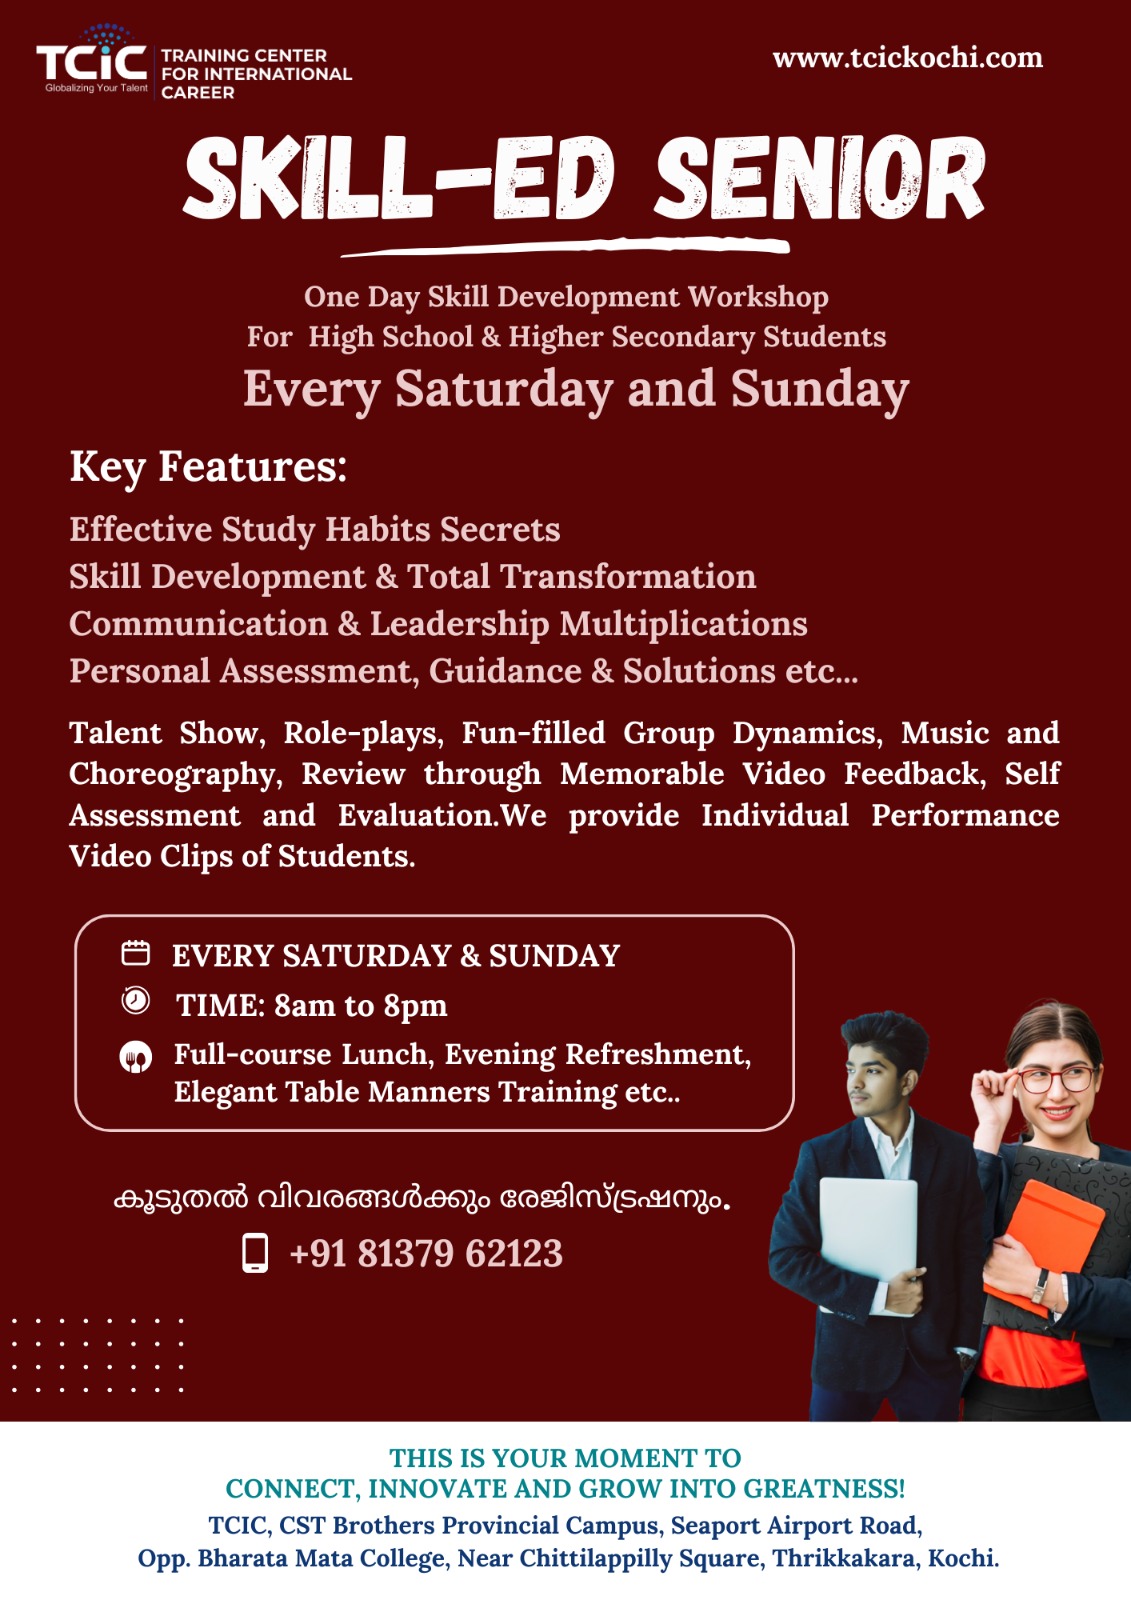 TCiC
Globalizing Your Talent
TRAINING CENTER
FOR INTERNATIONAL
CAREER
www.tcickochi.com
SKILL-ED SENIOR
One Day Skill Development Workshop
For High School & Higher Secondary Students
Every Saturday and Sunday
Key Features:
Effective Study Habits Secrets
Skill Development & Total Transformation
Communication & Leadership Multiplications
Personal Assessment, Guidance & Solutions etc...
Talent Show, Role-plays, Fun-filled Group Dynamics, Music and
Choreography, Review through Memorable Video Feedback, Self
Assessment and Evaluation.We provide Individual Performance
Video Clips of Students.
EVERY SATURDAY & SUNDAY
TIME: 8am to 8pm
Full-course Lunch, Evening Refreshment,
Elegant Table Manners Training etc..
കൂടുതൽ വിവരങ്ങൾക്കും രേജിസ്ട്രഷനും.
+91 81379 62123
THIS IS YOUR MOMENT TO
CONNECT, INNOVATE AND GROW INTO GREATNESS!
TCIC, CST Brothers Provincial Campus, Seaport Airport Road,
Opp. Bharata Mata College, Near Chittilappilly Square, Thrikkakara, Kochi.